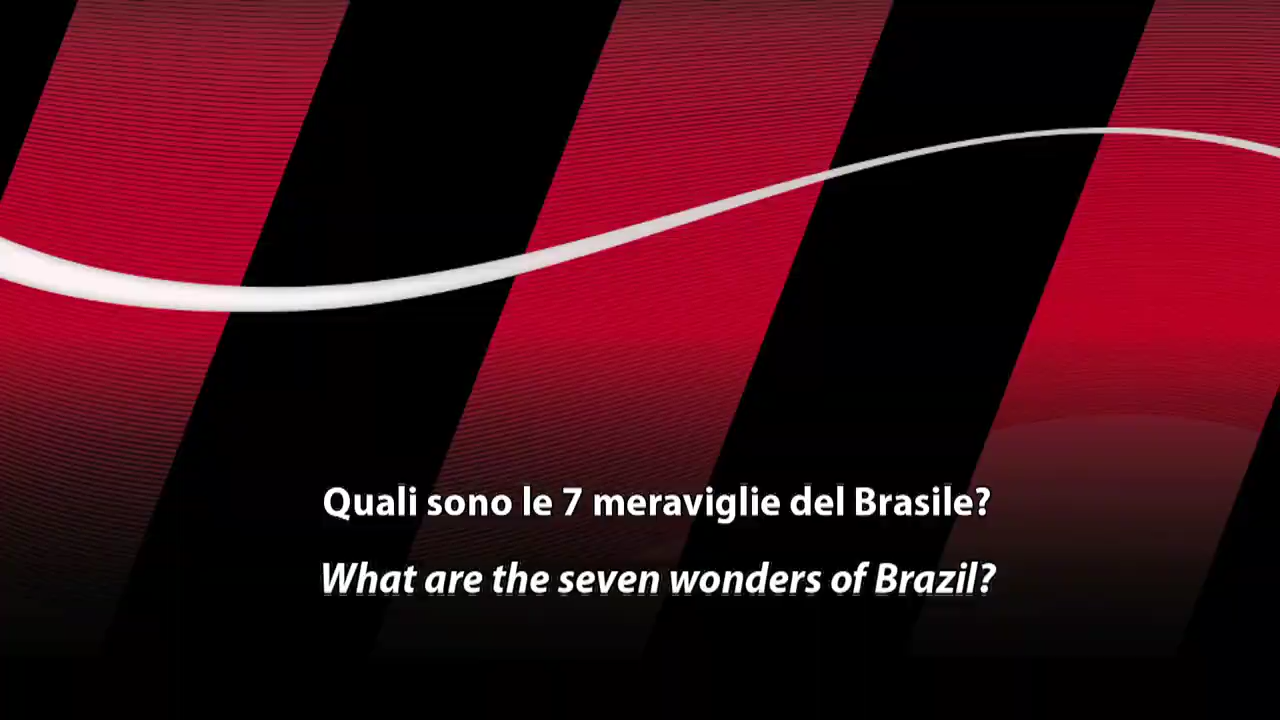 Quali sono le 7 meraviglie del Brasile?
What are the seven wonders of Brazil?